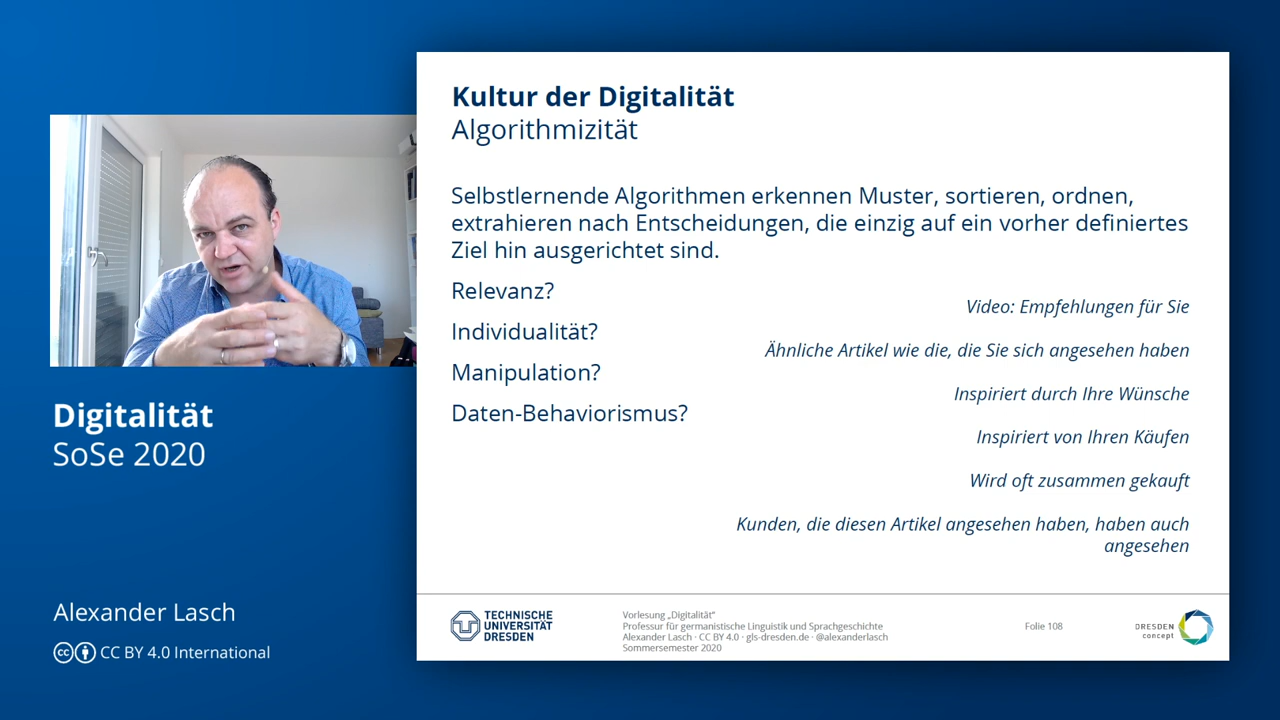 Kultur der Digitalität
Algorithmizität
Selbstlernende Algorithmen erkennen Muster, sortieren, ordnen,
extrahieren nach Entscheidungen, die einzig auf ein vorher definiertes
Ziel hin ausgerichtet sind.
Relevanz?
Individualität?
Manipulation?
Daten-Behaviorismus?
Video: Empfehlungen für Sie
Ähnliche Artikel wie die, die Sie sich angesehen haben
Inspiriert durch Ihre Wünsche
Inspiriert von Ihren Käufen
Wird oft zusammen gekauft
Kunden, die diesen Artikel angesehen haben, haben auch
angesehen
Digitalität
SoSe 2020
Alexander Lasch
cc CC BY 4.0 International
TECHNISCHE
UNIVERSITÄT
DRESDEN
Vorlesung „Digitalität“
Professur für germanistische Linguistik und Sprachgeschichte
Alexander Lasch · CC BY 4.0 · gls-dresden.de · @alexanderlasch
Sommersemester 2020
Folie 108
DRESDEN
concept